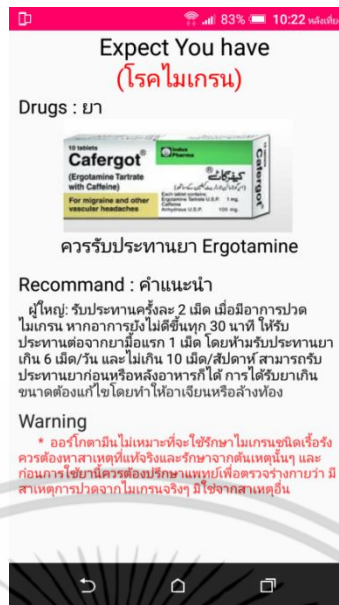 83% 10:22 หลังเที่ยง
Expect You have
(โรคไมเกรน)
Drugs : ยา
10 tablets
Cafergot®
(Ergotamine Tartrate
with Caffeine)
For migraine and other
vascular headaches
Indus
Pharma
Each tablet contains:
Ergotamine Tartrate U.S.P. 1 mg.
Caffeine
Anhydrous U.S.P. 100 mg.
Cafergot®
ควรรับประทานยา Ergotamine
Recommand : คำแนะนำ
ผู้ใหญ่: รับประทานครั้งละ 2 เม็ด เมื่อมีอาการปวด
ไมเกรน หากอาการยังไม่ดีขึ้นทุก 30 นาที ให้รับ
ประทานต่อจากยามื้อแรก 1 เม็ด โดยห้ามรับประทานยา
เกิน 6 เม็ด/วัน และไม่เกิน 10 เม็ด/สัปดาห์ สามารถรับ
ประทานยาก่อนหรือหลังอาหารก็ได้ การได้รับยาเกิน
ขนาดต้องแก้ไขโดยทำให้อาเจียนหรือล้างท้อง
Warning
* ออร์โกตามีนไม่เหมาะที่จะใช้รักษาไมเกรนชนิดเรื้อรัง
ควรต้องหาสาเหตุที่แท้จริงและรักษาจากต้นเหตุนั้นๆ และ
ก่อนการใช้ยานี้ควรต้องปรึกษาแพทย์เพื่อตรวจร่างกายว่า มี
สาเหตุการปวดจากไมเกรนจริงๆ มิใช่จากสาเหตุอื่น